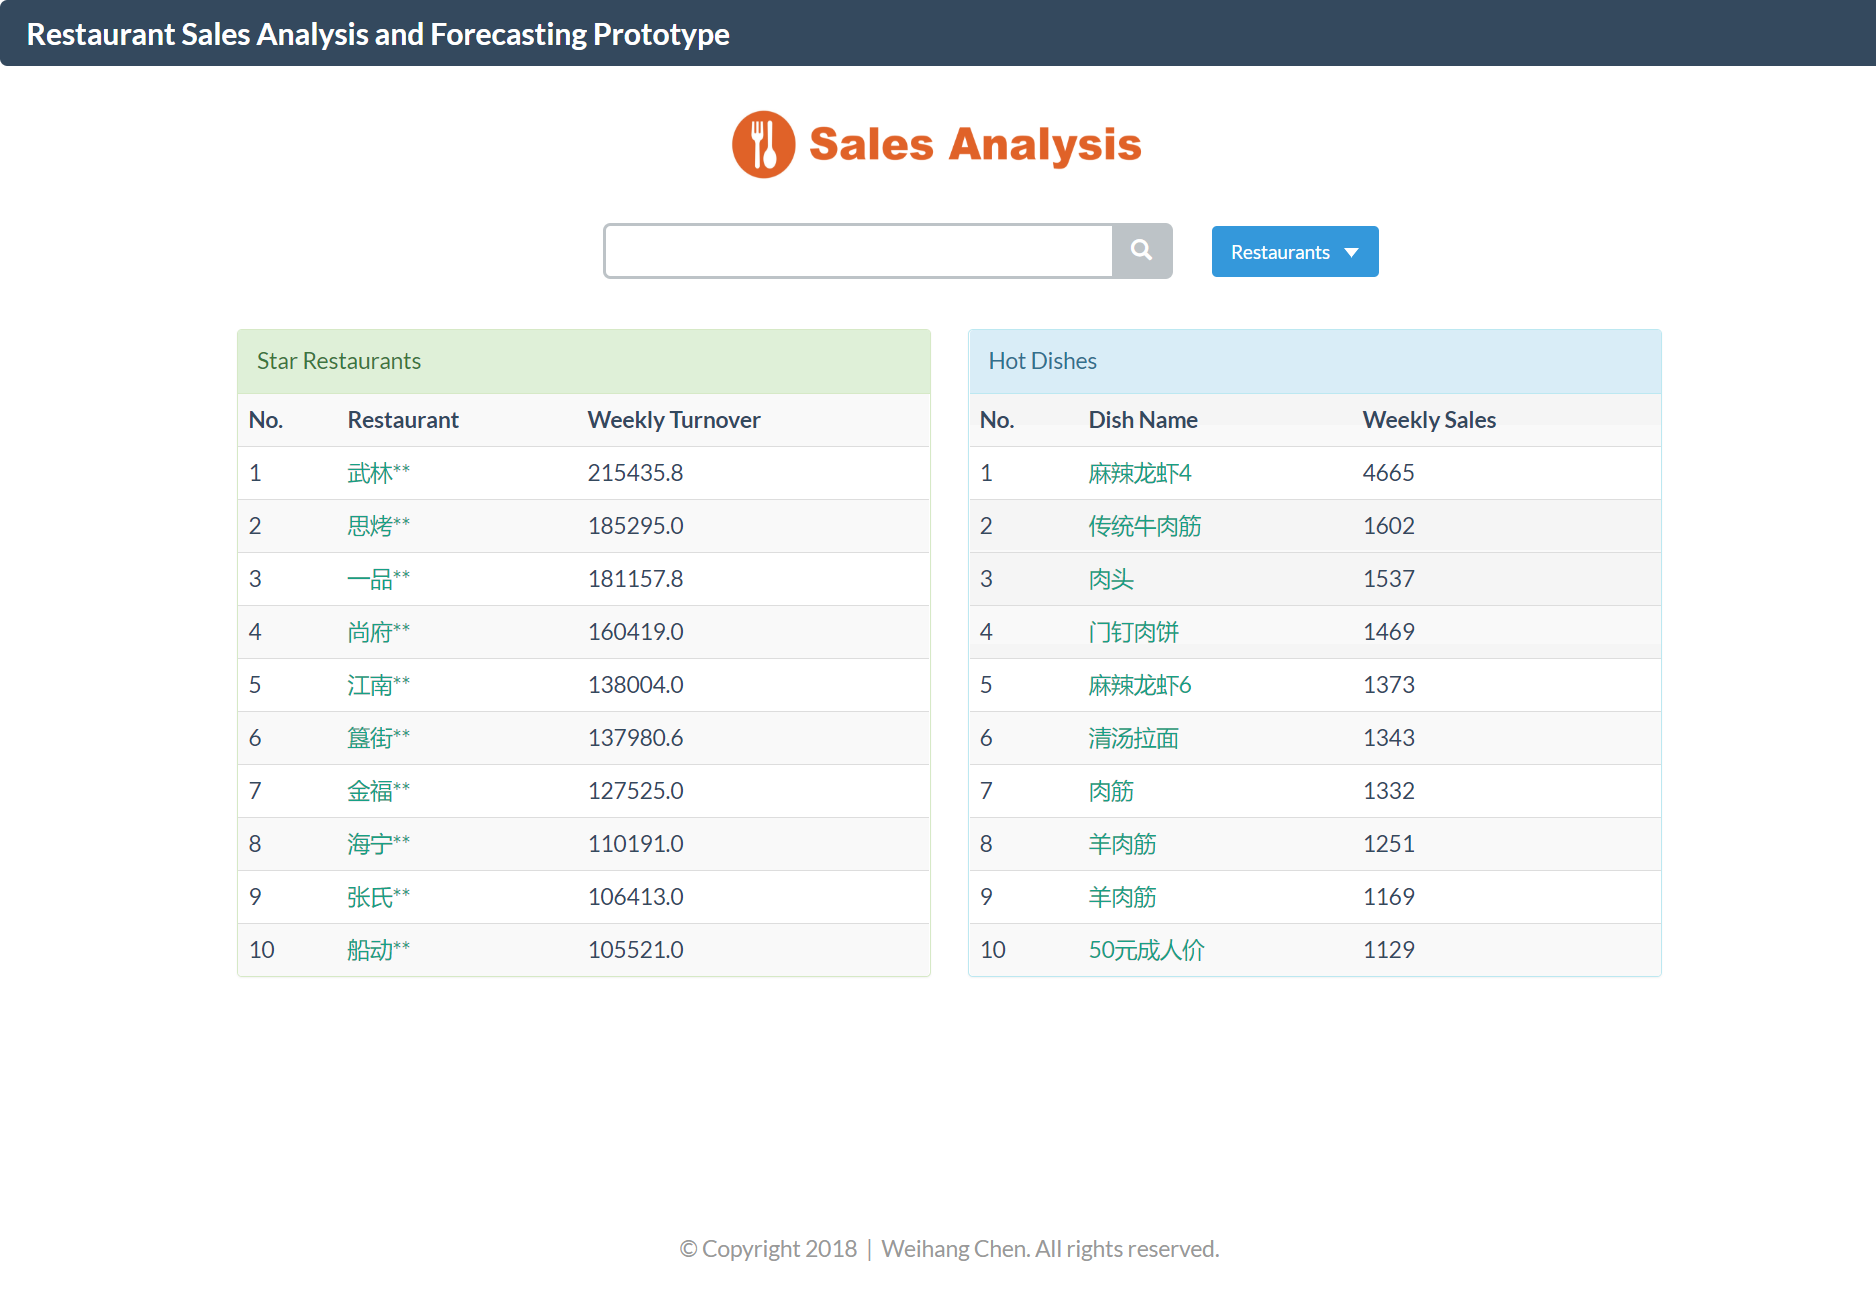 Restaurant Sales Analysis and Forecasting Prototype
Sales Analysis
Restaurants
Star Restaurants
No. Restaurant Weekly Turnover
1 武林** 215435.8
2 思烤** 185295.0
3 一品** 181157.8
4 尚府** 160419.0
5 江南** 138004.0
6 簋街** 137980.6
7 金福** 127525.0
8 海宁** 110191.0
9 张氏** 106413.0
10 船动** 105521.0
Hot Dishes
No. Dish Name Weekly Sales
1 麻辣龙虾4 4665
2 传统牛肉筋 1602
3 肉头 1537
4 门钉肉饼 1469
5 麻辣龙虾6 1373
6 清汤拉面 1343
7 肉筋 1332
8 羊肉筋 1251
9 羊肉筋 1169
10 50元成人价 1129
© Copyright 2018 | Weihang Chen. All rights reserved.